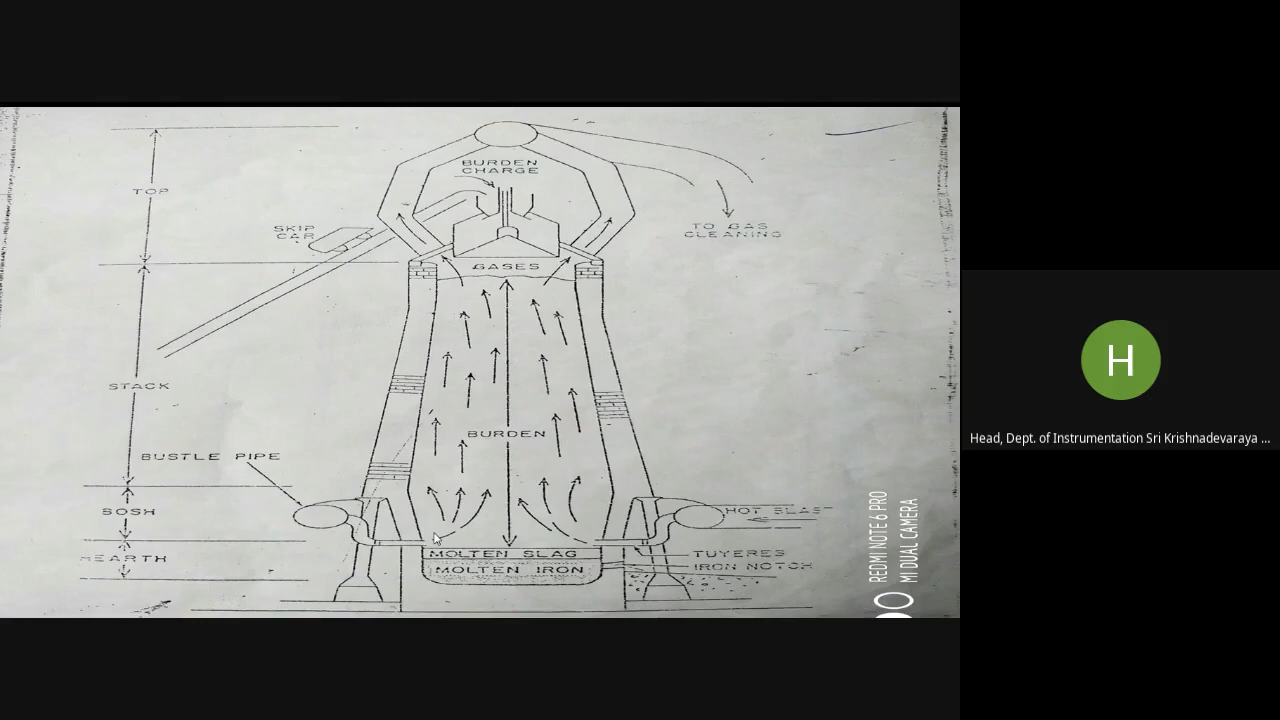 BURDEN
CHARGE
TOP
SKIP
CAR
TO GAS
CLEANING
GASES
STACK
BURDEN
BUSTLE PIPE
BOSH
HOT BLAST
HEARTH
MOLTEN SLAG
TUYERES
MOLTEN IRON
IRON NOTCH
REDMI NOTE 6 PRO
MI DUAL CAMERA
H
Head, Dept. of Instrumentation Sri Krishnadevaraya ...